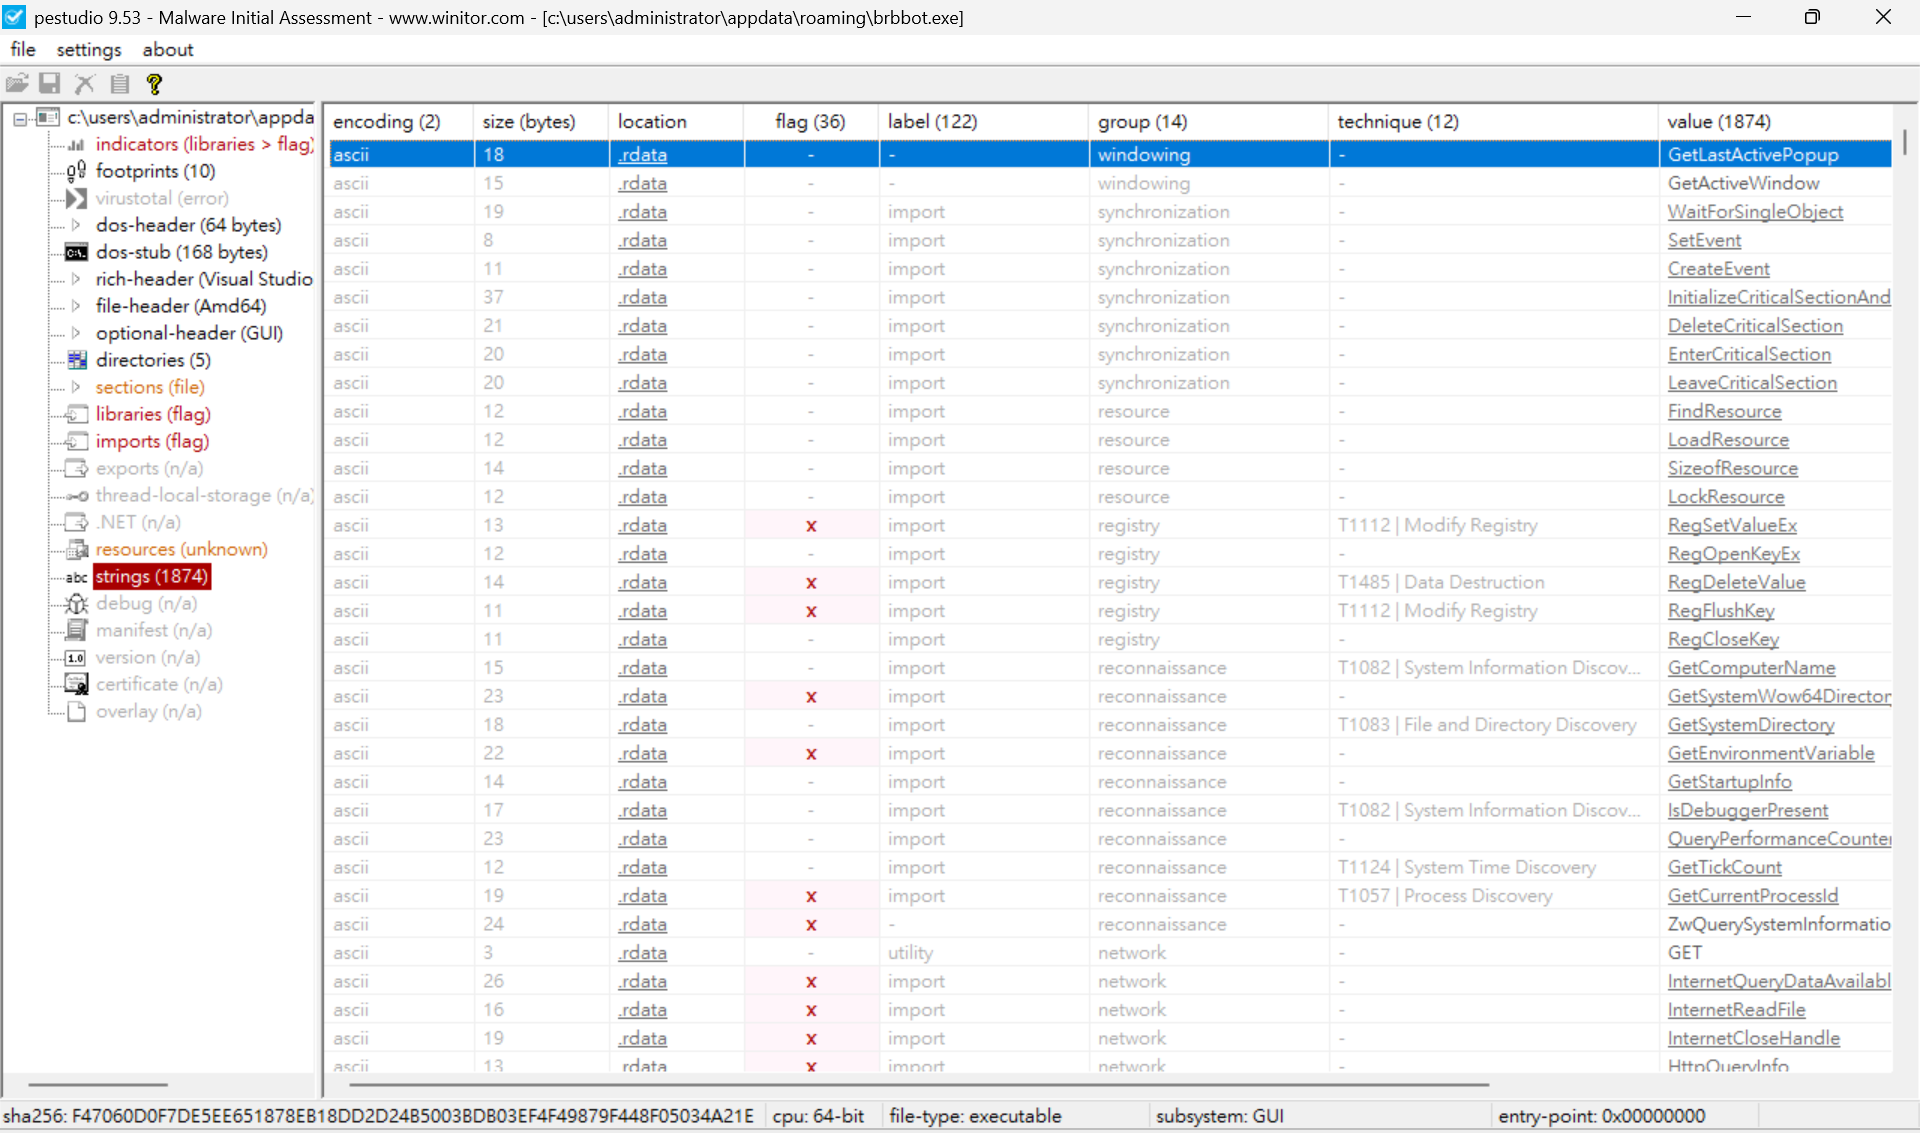 pestudio 9.53 - Malware Initial Assessment - www.winitor.com - [c:\users\administrator\appdata\roaming\brbbot.exe]
file settings about
c:\users\administrator\appda
indicators (libraries > flag)
footprints (10)
virustotal (error)
dos-header (64 bytes)
dos-stub (168 bytes)
rich-header (Visual Studio
file-header (Amd64)
optional-header (GUI)
directories (5)
sections (file)
libraries (flag)
imports (flag)
exports (n/a)
thread-local-storage (n/a)
.NET (n/a)
resources (unknown)
abc strings (1874)
debug (n/a)
manifest (n/a)
1.0 version (n/a)
certificate (n/a)
overlay (n/a)
encoding (2) size (bytes) location flag (36) label (122) group (14) technique (12) value (1874)
ascii 18 .rdata - - windowing - GetLastActivePopup
ascii 15 .rdata - - windowing - GetActiveWindow
ascii 19 .rdata - import synchronization - WaitForSingleObject
ascii 8 .rdata - import synchronization - SetEvent
ascii 11 .rdata - import synchronization - CreateEvent
ascii 37 .rdata - import synchronization - InitializeCriticalSectionAnd
ascii 21 .rdata - import synchronization - DeleteCriticalSection
ascii 20 .rdata - import synchronization - EnterCriticalSection
ascii 20 .rdata - import synchronization - LeaveCriticalSection
ascii 12 .rdata - import resource - FindResource
ascii 12 .rdata - import resource - LoadResource
ascii 14 .rdata - import resource - SizeofResource
ascii 12 .rdata - import resource - LockResource
ascii 13 .rdata x import registry T1112 | Modify Registry RegSetValueEx
ascii 12 .rdata - import registry - RegOpenKeyEx
ascii 14 .rdata x import registry T1485 | Data Destruction RegDeleteValue
ascii 11 .rdata x import registry T1112 | Modify Registry RegFlushKey
ascii 11 .rdata - import registry - RegCloseKey
ascii 15 .rdata - import reconnaissance T1082 | System Information Discov... GetComputerName
ascii 23 .rdata x import reconnaissance - GetSystemWow64Director
ascii 18 .rdata - import reconnaissance T1083 | File and Directory Discovery GetSystemDirectory
ascii 22 .rdata x import reconnaissance - GetEnvironmentVariable
ascii 14 .rdata - import reconnaissance - GetStartupInfo
ascii 17 .rdata - import reconnaissance T1082 | System Information Discov... IsDebuggerPresent
ascii 23 .rdata - import reconnaissance - QueryPerformanceCounter
ascii 12 .rdata - import reconnaissance T1124 | System Time Discovery GetTickCount
ascii 19 .rdata x import reconnaissance T1057 | Process Discovery GetCurrentProcessId
ascii 24 .rdata x - reconnaissance - ZwQuerySystemInformatio
ascii 3 .rdata - utility network - GET
ascii 26 .rdata x import network - InternetQueryDataAvailabl
ascii 16 .rdata x import network - InternetReadFile
ascii 19 .rdata x import network - InternetCloseHandle
ascii 13 .rdata x import network - HttpQueryInfo
sha256: F47060D0F7DE5EE651878EB18DD2D24B5003BDB03EF4F49879F448F05034A21E cpu: 64-bit file-type: executable subsystem: GUI entry-point: 0x00000000